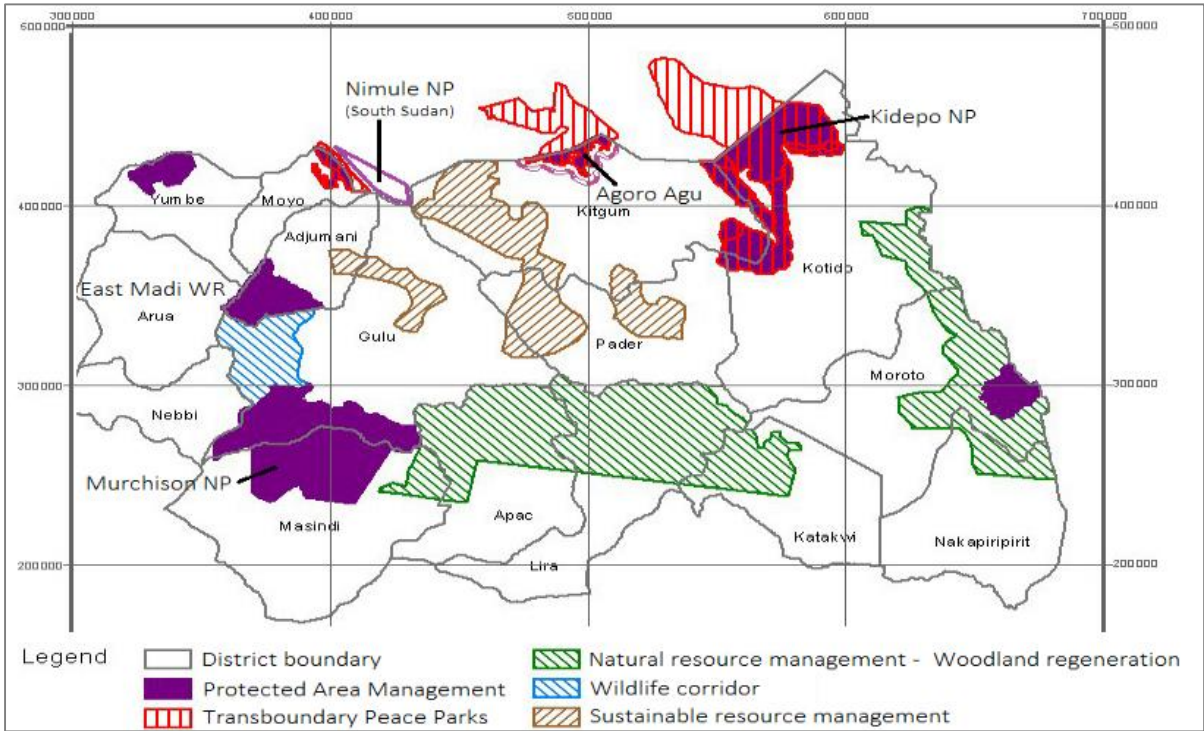 300000 400000 500000 600000 700000
600000 500000
Nimule NP
(South Sudan)
Kidepo NP
Yumbe
Moyo
Agoro Agu
400000 Kitgum 400000
Adjumani
Kotido
East Madi WR
Arua
Gulu
Pader
Moroto
300000 300000
Nebbi
Murchison NP
Masindi
Apac
Katakwi
Nakapiripirit
200000 Lira 200000
Legend
District boundary
Protected Area Management
Transboundary Peace Parks
Natural resource management - Woodland regeneration
Wildlife corridor
Sustainable resource management